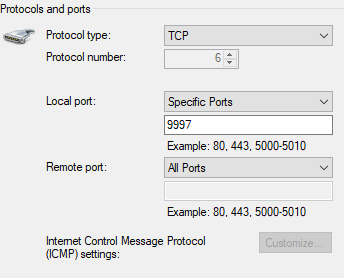 Protocols and ports
Protocol type: TCP
Protocol number: 6
Local port: Specific Ports
9997
Example: 80, 443, 5000-5010
Remote port: All Ports
Example: 80, 443, 5000-5010
Internet Control Message Protocol
(ICMP) settings: Customize...